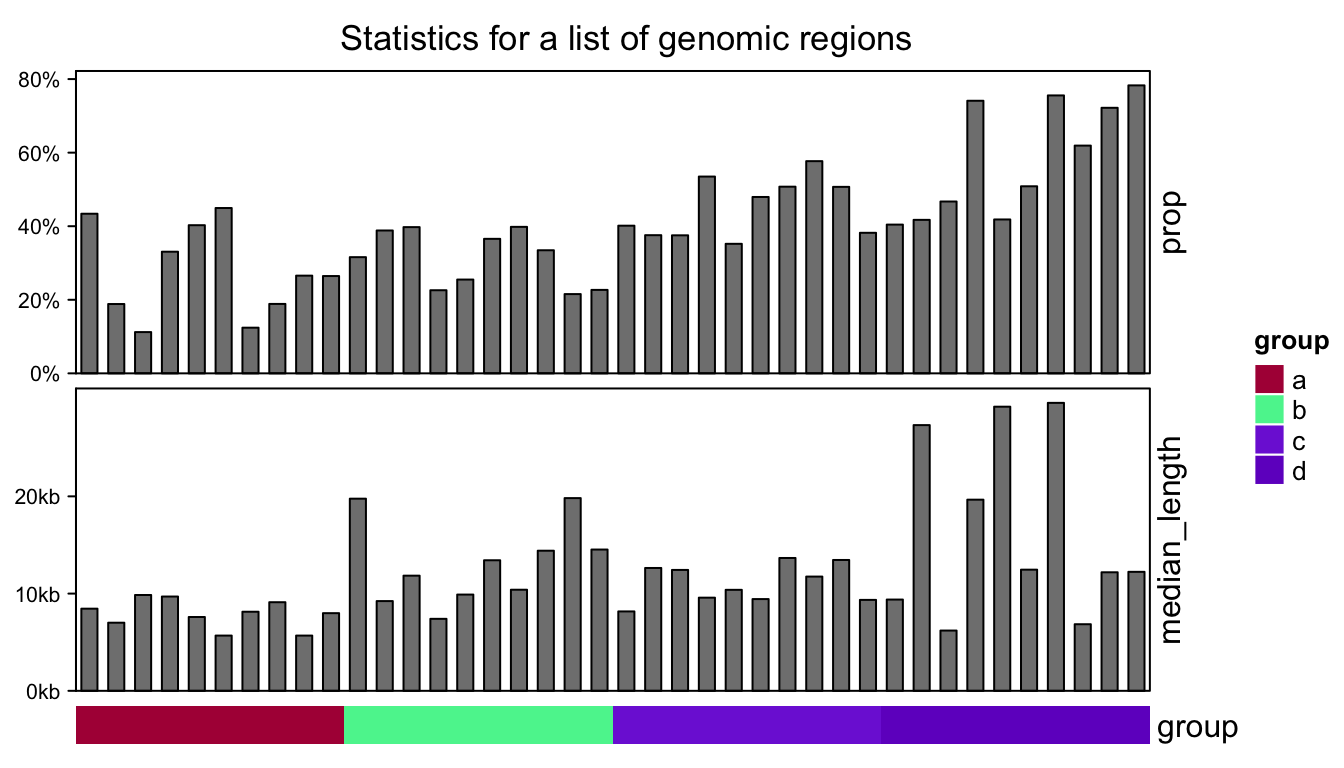 Statistics for a list of genomic regions
80%
60%
40%
20%
0%
prop
20kb
10kb
0kb
median_length
group
group
a
b
c
d